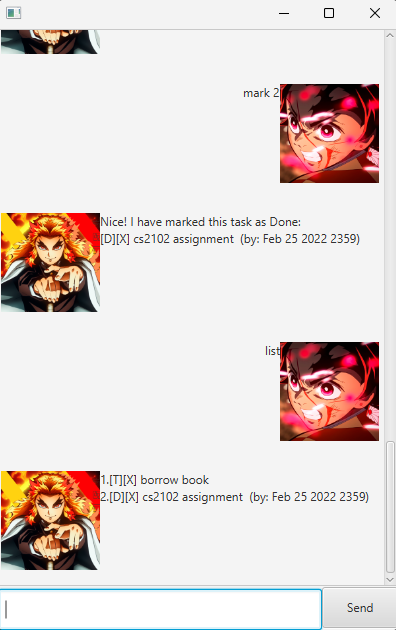 mark 2
Nice! I have marked this task as Done:
[D][X] cs2102 assignment  (by: Feb 25 2022 2359)
list
1.[T][X] borrow book
2.[D][X] cs2102 assignment  (by: Feb 25 2022 2359)
Send